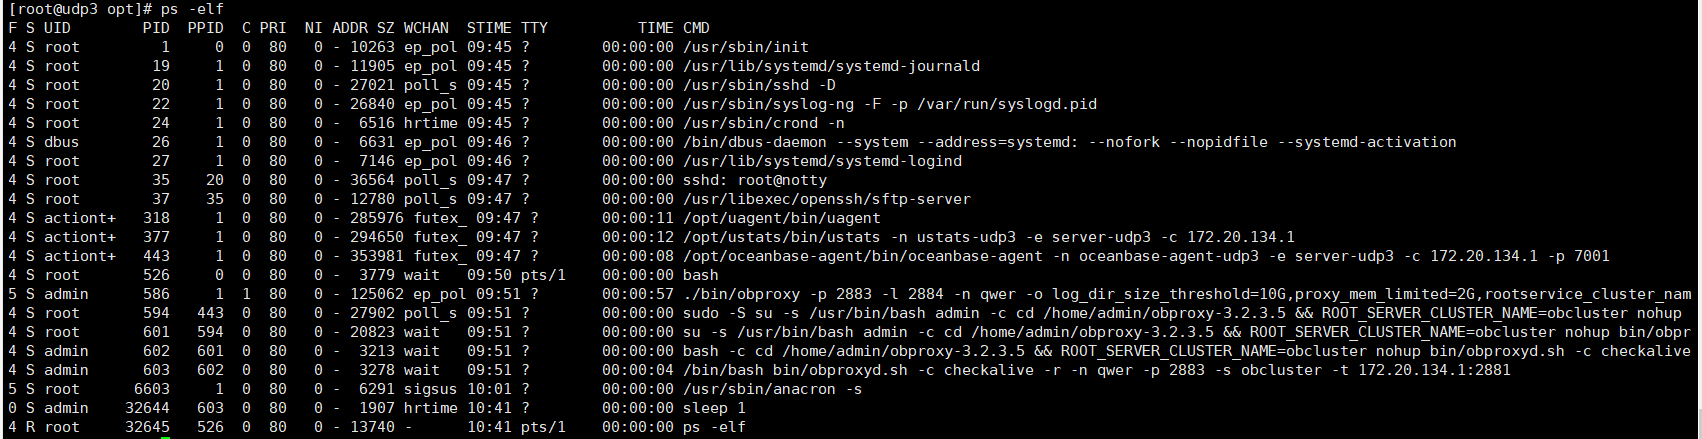 [root@udp3 opt]# ps -elf
F S UID        PID  PPID  C PRI  NI ADDR SZ WCHAN  STIME TTY          TIME CMD
4 S root         1     0  0  80   0 - 10263 ep_pol 09:45 ?        00:00:00 /usr/sbin/init
4 S root        19     1  0  80   0 - 11905 ep_pol 09:45 ?        00:00:00 /usr/lib/systemd/systemd-journald
4 S root        20     1  0  80   0 - 27021 poll_s 09:45 ?        00:00:00 /usr/sbin/sshd -D
4 S root        22     1  0  80   0 - 26840 ep_pol 09:45 ?        00:00:00 /usr/sbin/syslog-ng -F -p /var/run/syslogd.pid
4 S root        24     1  0  80   0 -  6516 hrtime 09:45 ?        00:00:00 /usr/sbin/crond -n
4 S dbus        26     1  0  80   0 -  6631 ep_pol 09:46 ?        00:00:00 /bin/dbus-daemon --system --address=systemd: --nofork --nopidfile --systemd-activation
4 S root        27     1  0  80   0 -  7146 ep_pol 09:46 ?        00:00:00 /usr/lib/systemd/systemd-logind
4 S root        35    20  0  80   0 - 36564 poll_s 09:47 ?        00:00:00 sshd: root@notty
4 S root        37    35  0  80   0 - 12780 poll_s 09:47 ?        00:00:00 /usr/libexec/openssh/sftp-server
4 S actiont+   318     1  0  80   0 - 285976 futex_ 09:47 ?       00:00:11 /opt/uagent/bin/uagent
4 S actiont+   377     1  0  80   0 - 294650 futex_ 09:47 ?       00:00:12 /opt/ustats/bin/ustats -n ustats-udp3 -e server-udp3 -c 172.20.134.1
4 S actiont+   443     1  0  80   0 - 353981 futex_ 09:47 ?       00:00:08 /opt/oceanbase-agent/bin/oceanbase-agent -n oceanbase-agent-udp3 -e server-udp3 -c 172.20.134.1 -p 7001
4 S root       526     0  0  80   0 -  3779 wait   09:50 pts/1    00:00:00 bash
5 S admin      586     1  1  80   0 - 125062 ep_pol 09:51 ?       00:00:57 ./bin/obproxy -p 2883 -l 2884 -n qwer -o log_dir_size_threshold=10G,proxy_mem_limited=2G,rootservice_cluster_nam
4 S root       594   443  0  80   0 - 27902 poll_s 09:51 ?        00:00:00 sudo -S su -s /usr/bin/bash admin -c cd /home/admin/obproxy-3.2.3.5 && ROOT_SERVER_CLUSTER_NAME=obcluster nohup
4 S root       601   594  0  80   0 - 20823 wait   09:51 ?        00:00:00 su -s /usr/bin/bash admin -c cd /home/admin/obproxy-3.2.3.5 && ROOT_SERVER_CLUSTER_NAME=obcluster nohup bin/obpr
4 S admin      602   601  0  80   0 -  3213 wait   09:51 ?        00:00:00 bash -c cd /home/admin/obproxy-3.2.3.5 && ROOT_SERVER_CLUSTER_NAME=obcluster nohup bin/obproxyd.sh -c checkalive
4 S admin      603   602  0  80   0 -  3278 wait   09:51 ?        00:00:04 /bin/bash bin/obproxyd.sh -c checkalive -r -n qwer -p 2883 -s obcluster -t 172.20.134.1:2881
5 S root      6603     1  0  80   0 -  6291 sigsus 10:01 ?        00:00:00 /usr/sbin/anacron -s
0 S admin    32644   603  0  80   0 -  1907 hrtime 10:41 ?        00:00:00 sleep 1
4 R root     32645   526  0  80   0 - 13740 -      10:41 pts/1    00:00:00 ps -elf